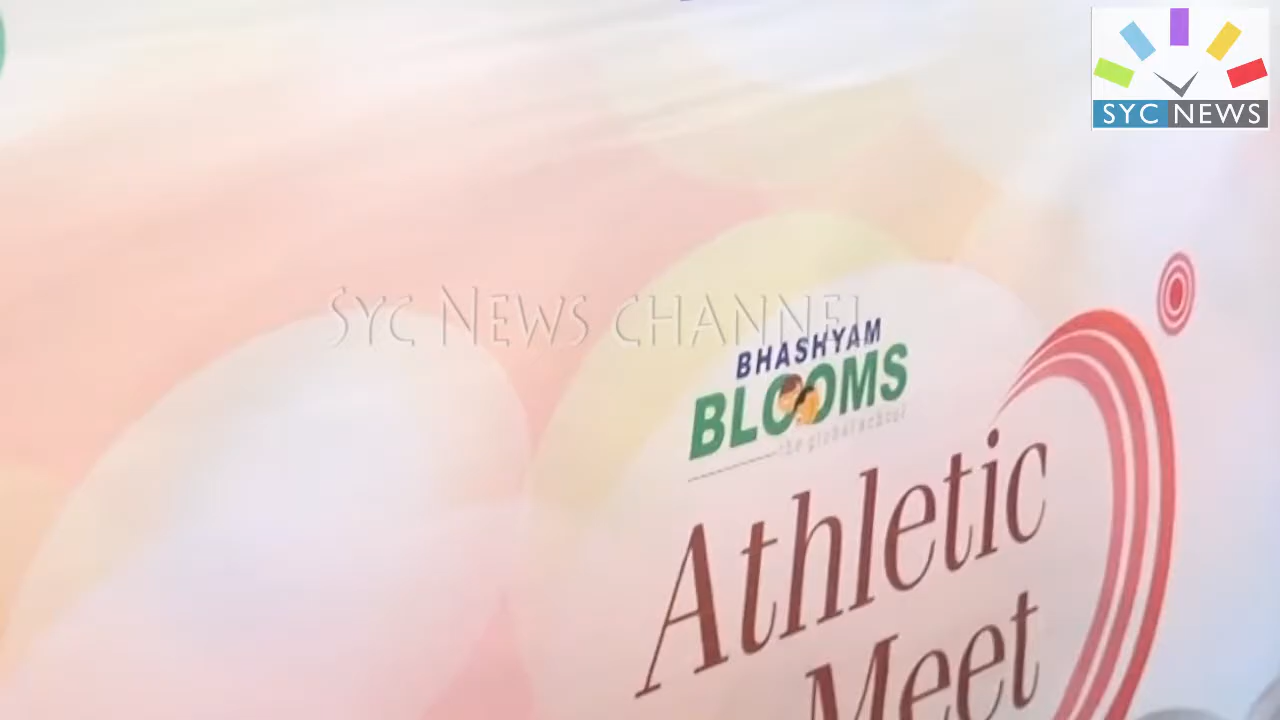 SYC NEWS
SYC NEWS CHANNEL
BHASHYAM
BLOOMS
the global school
Athletic
Meet